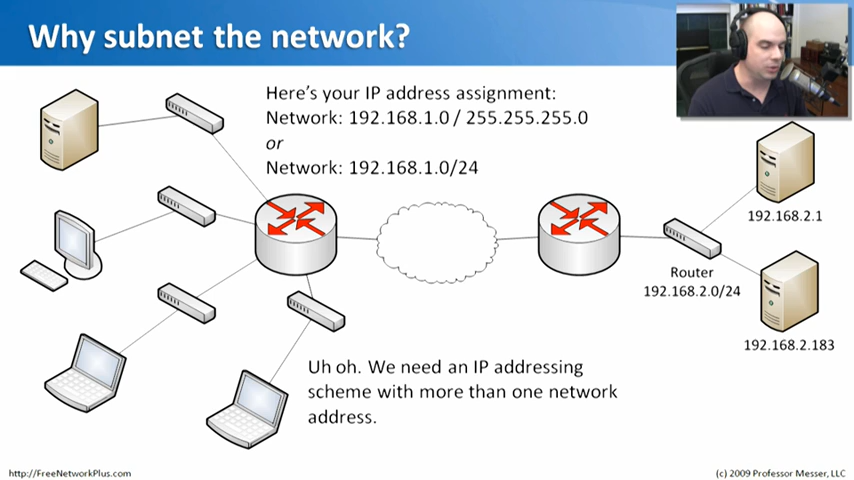 Why subnet the network?
Here's your IP address assignment:
Network: 192.168.1.0 / 255.255.255.0
or
Network: 192.168.1.0/24
192.168.2.1
Router
192.168.2.0/24
192.168.2.183
Uh oh. We need an IP addressing
scheme with more than one network
address.
http://FreeNetworkPlus.com
(c) 2009 Professor Messer, LLC